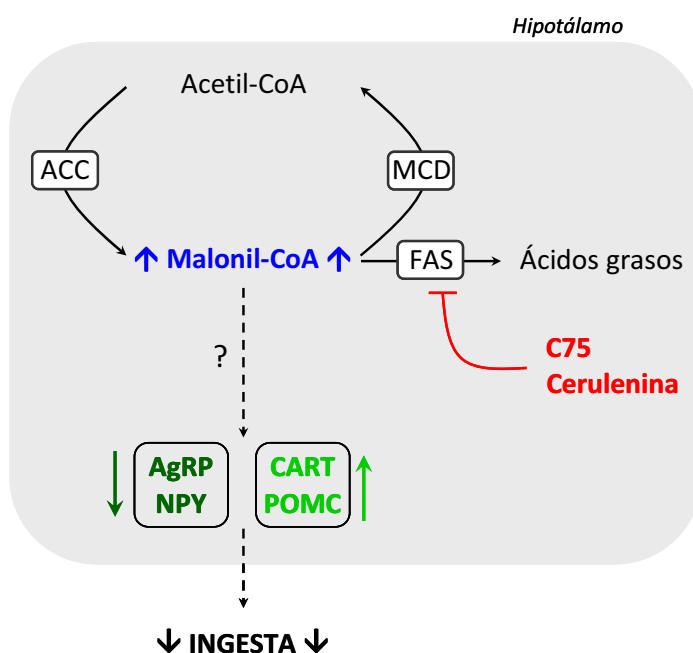 Hipotálamo
Acetil-CoA
ACC
MCD
↑ Malonil-CoA ↑
FAS
Ácidos grasos
?
C75
Cerulenina
AgRP
NPY
CART
POMC
↓ INGESTA ↓